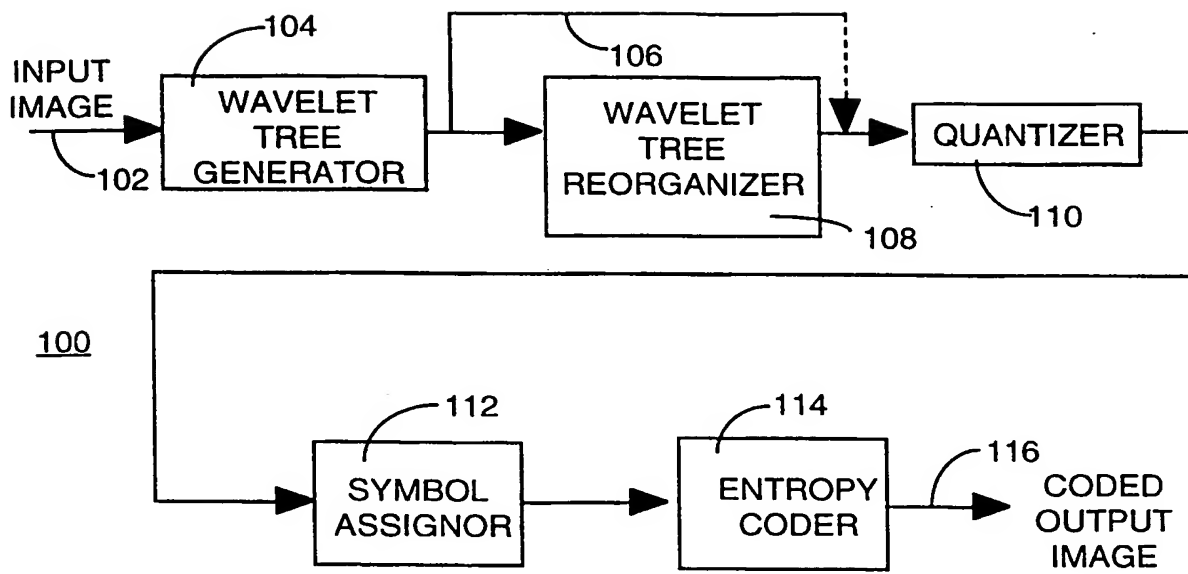 104
106
INPUT
IMAGE
WAVELET
TREE
GENERATOR
WAVELET
TREE
REORGANIZER
QUANTIZER
102
108
110
100
112
114
116
SYMBOL
ASSIGNOR
ENTROPY
CODER
CODED
OUTPUT
IMAGE